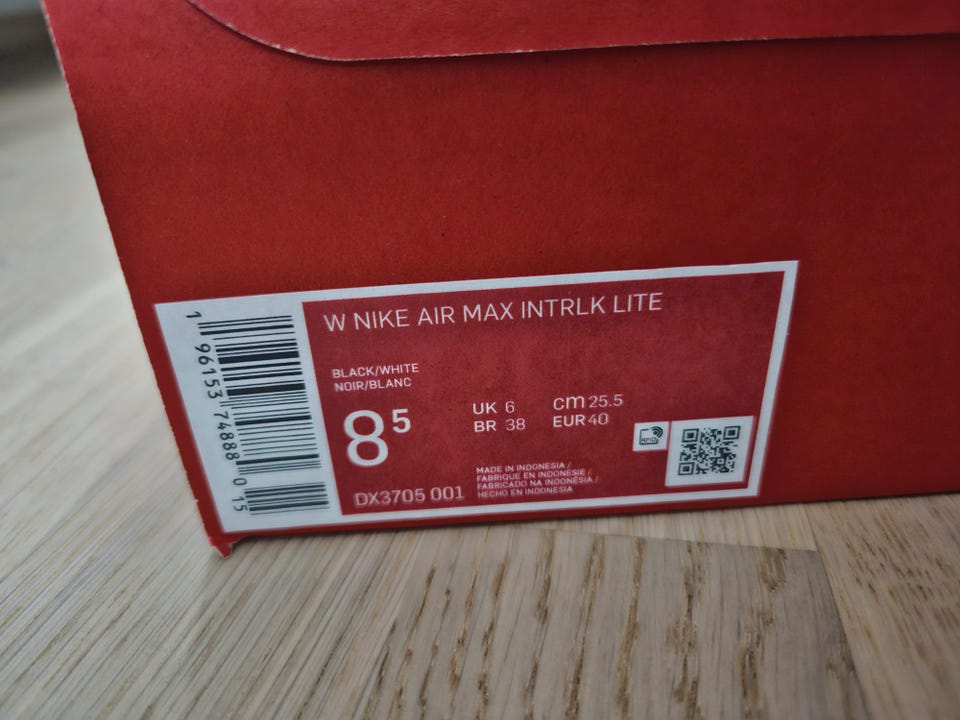 W NIKE AIR MAX INTRLK LITE
BLACK/WHITE
NOIR/BLANC
8⁵
UK 6
cm 25.5
BR 38
EUR 40
MADE IN INDONESIA /
FABRIQUE EN INDONESIE /
FABRICADO NA INDONÉSIA /
HECHO EN INDONESIA
DX3705 001
1 96153 74888 0 15
RFID